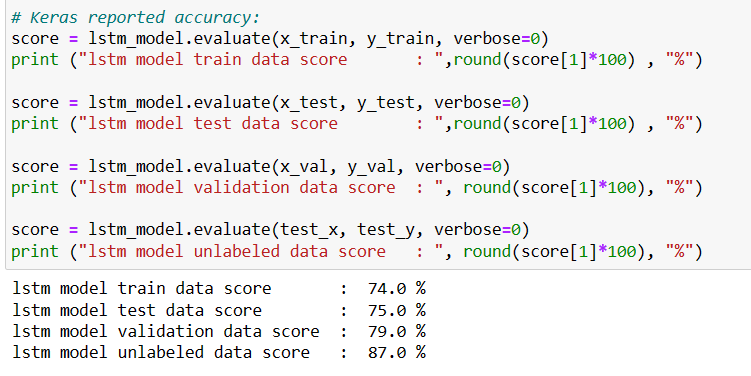 # Keras reported accuracy:
score = lstm_model.evaluate(x_train, y_train, verbose=0)
print ("lstm model train data score       : ",round(score[1]*100) , "%")
score = lstm_model.evaluate(x_test, y_test, verbose=0)
print ("lstm model test data score        : ",round(score[1]*100) , "%")
score = lstm_model.evaluate(x_val, y_val, verbose=0)
print ("lstm model validation data score  : ", round(score[1]*100), "%")
score = lstm_model.evaluate(test_x, test_y, verbose=0)
print ("lstm model unlabeled data score   : ", round(score[1]*100), "%")
lstm model train data score       :  74.0 %
lstm model test data score        :  75.0 %
lstm model validation data score  :  79.0 %
lstm model unlabeled data score   :  87.0 %